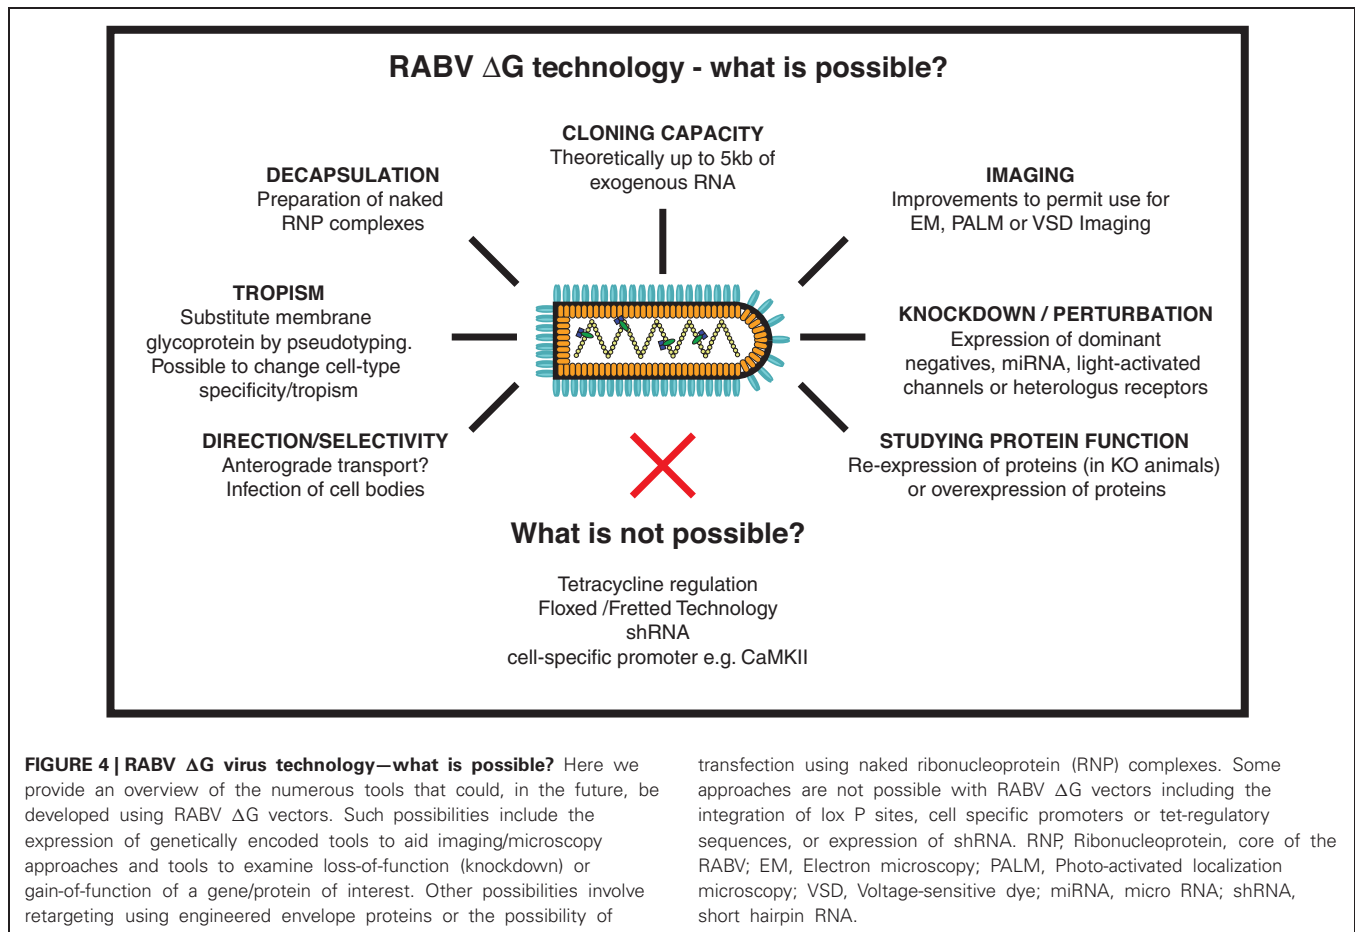 RABV ΔG technology - what is possible?
CLONING CAPACITY
Theoretically up to 5kb of
exogenous RNA
DECAPSULATION
Preparation of naked
RNP complexes
IMAGING
Improvements to permit use for
EM, PALM or VSD Imaging
TROPISM
Substitute membrane
glycoprotein by pseudotyping.
Possible to change cell-type
specificity/tropism
KNOCKDOWN / PERTURBATION
Expression of dominant
negatives, miRNA, light-activated
channels or heterologus receptors
DIRECTION/SELECTIVITY
Anterograde transport?
Infection of cell bodies
STUDYING PROTEIN FUNCTION
Re-expression of proteins (in KO animals)
or overexpression of proteins
What is not possible?
Tetracycline regulation
Floxed /Fretted Technology
shRNA
cell-specific promoter e.g. CaMKII
FIGURE 4 | RABV ΔG virus technology—what is possible? Here we
provide an overview of the numerous tools that could, in the future, be
developed using RABV ΔG vectors. Such possibilities include the
expression of genetically encoded tools to aid imaging/microscopy
approaches and tools to examine loss-of-function (knockdown) or
gain-of-function of a gene/protein of interest. Other possibilities involve
retargeting using engineered envelope proteins or the possibility of
transfection using naked ribonucleoprotein (RNP) complexes. Some
approaches are not possible with RABV ΔG vectors including the
integration of lox P sites, cell specific promoters or tet-regulatory
sequences, or expression of shRNA. RNP, Ribonucleoprotein, core of the
RABV; EM, Electron microscopy; PALM, Photo-activated localization
microscopy; VSD, Voltage-sensitive dye; miRNA, micro RNA; shRNA,
short hairpin RNA.